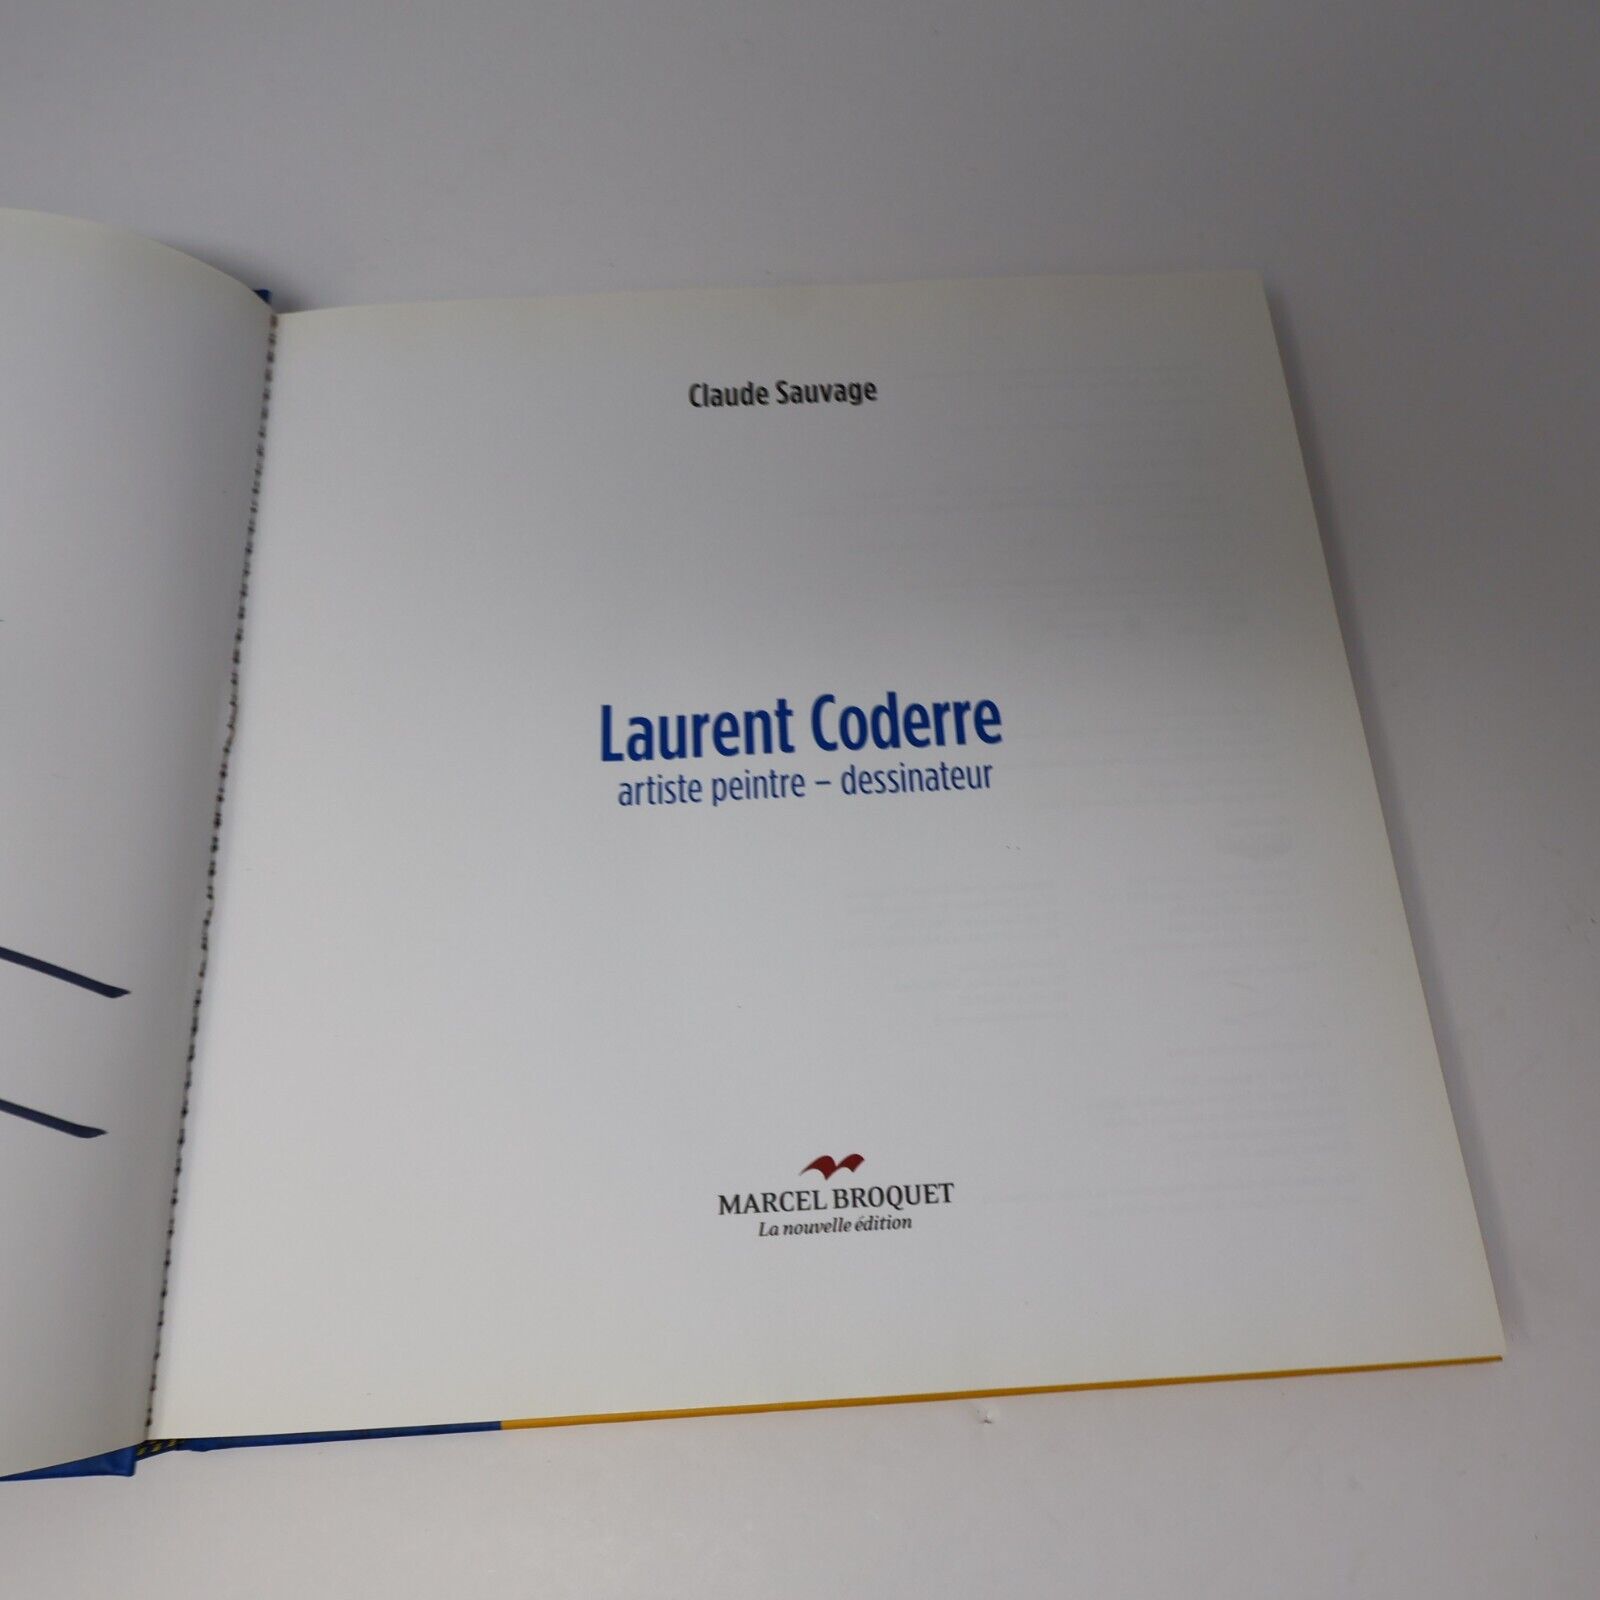 Claude Sauvage
Laurent Coderre
artiste peintre – dessinateur
MARCEL BROQUET
La nouvelle édition